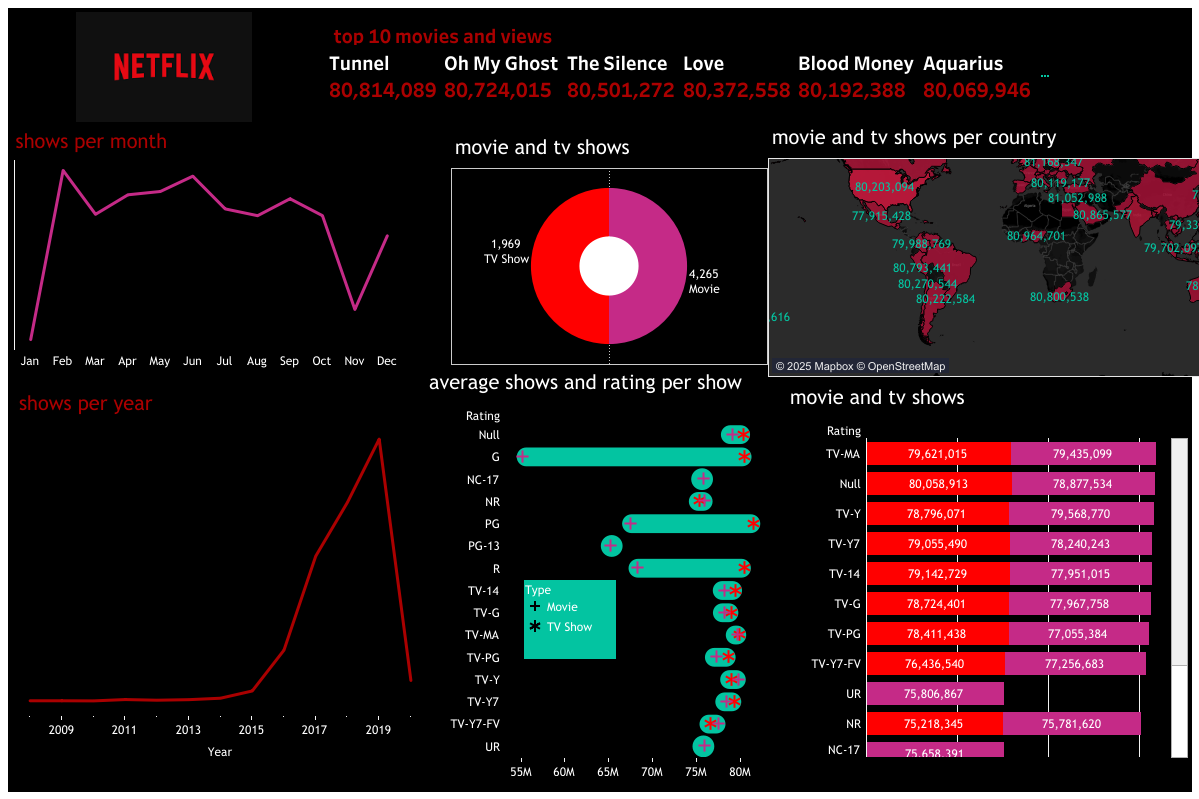 NETFLIX
top 10 movies and views
Tunnel Oh My Ghost The Silence Love Blood Money Aquarius
80,814,089 80,724,015 80,501,272 80,372,558 80,192,388 80,069,946
...
shows per month
Jan Feb Mar Apr May Jun Jul Aug Sep Oct Nov Dec
movie and tv shows
1,969
TV Show
4,265
Movie
movie and tv shows per country
81,168,347
80,203,094
80,119,177
81,052,988
77,915,428
80,865,577
80,964,701
79,988,769
80,793,441
80,270,544
80,222,584
80,800,538
616
© 2025 Mapbox © OpenStreetMap
shows per year
2009 2011 2013 2015 2017 2019
Year
average shows and rating per show
Rating
Null
G
NC-17
NR
PG
PG-13
R
TV-14
TV-G
TV-MA
TV-PG
TV-Y
TV-Y7
TV-Y7-FV
UR
Type
Movie
TV Show
55M 60M 65M 70M 75M 80M
movie and tv shows
Rating
TV-MA 79,621,015 79,435,099
Null 80,058,913 78,877,534
TV-Y 78,796,071 79,568,770
TV-Y7 79,055,490 78,240,243
TV-14 79,142,729 77,951,015
TV-G 78,724,401 77,967,758
TV-PG 78,411,438 77,055,384
TV-Y7-FV 76,436,540 77,256,683
UR 75,806,867
NR 75,218,345 75,781,620
NC-17 75,658,391